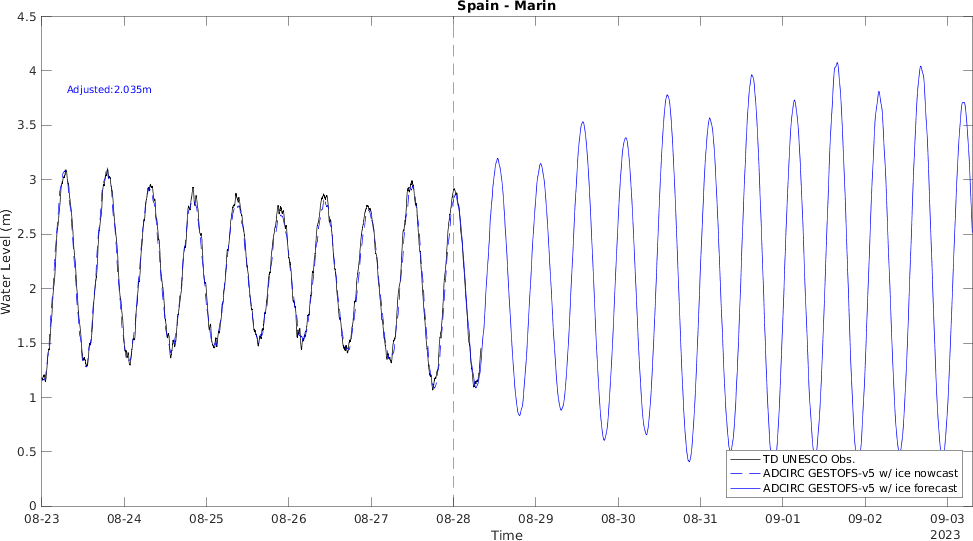 Spain - Marin
4.5
4
3.5
3
2.5
2
1.5
1
0.5
0
Water Level (m)
Adjusted:2.035m
TD UNESCO Obs.
ADCIRC GESTOFS-v5 w/ ice nowcast
ADCIRC GESTOFS-v5 w/ ice forecast
08-23 08-24 08-25 08-26 08-27 08-28 08-29 08-30 08-31 09-01 09-02 09-03
Time
2023